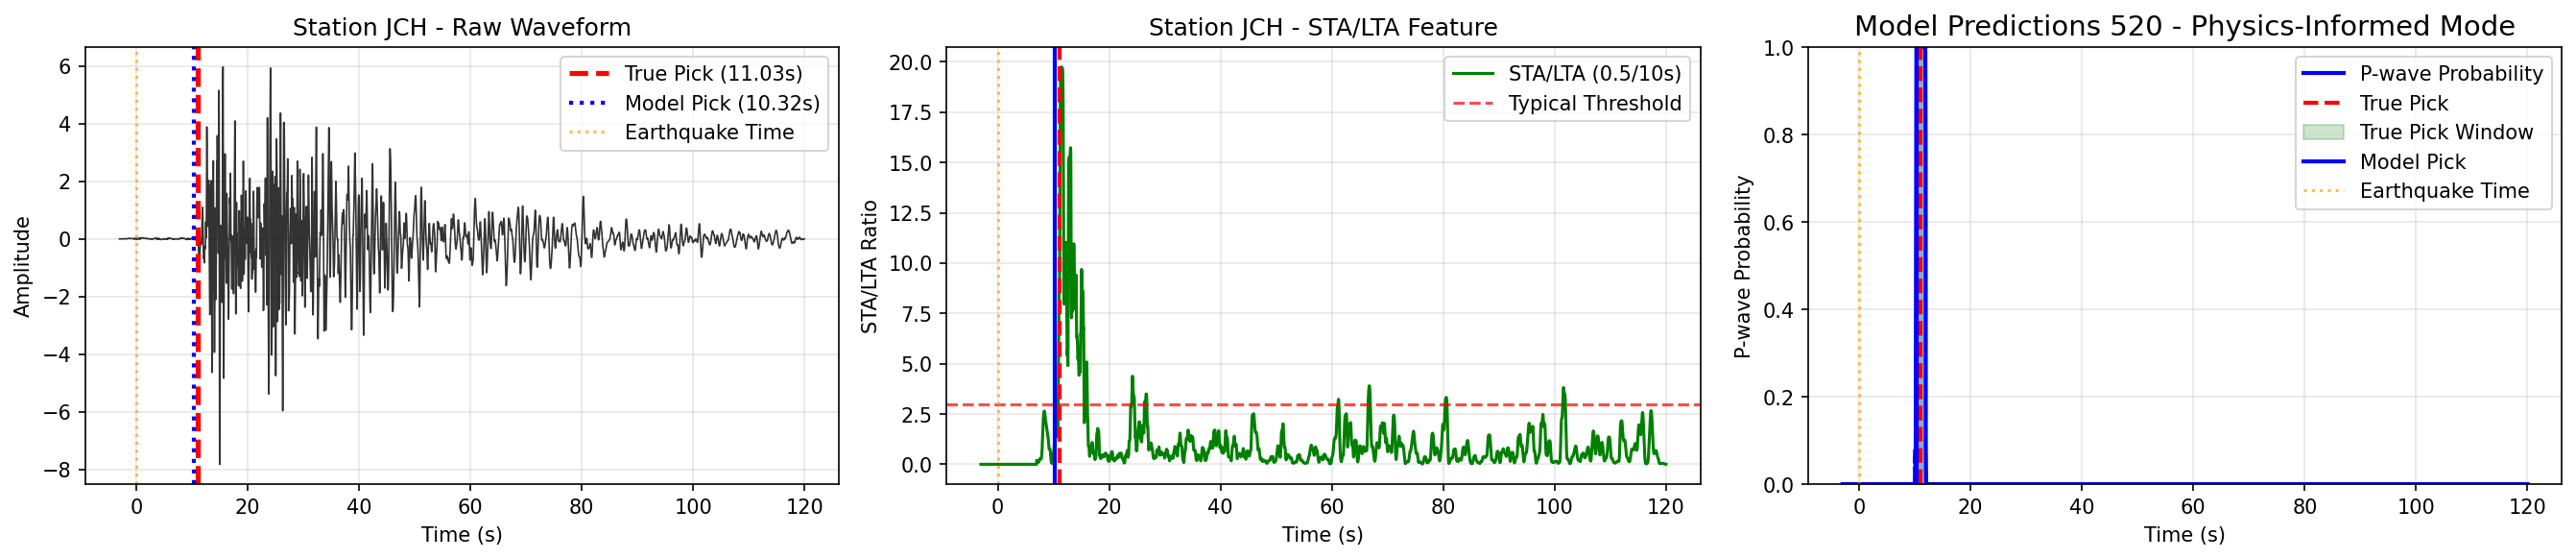 Station JCH - Raw Waveform
True Pick (11.03s)
Model Pick (10.32s)
Earthquake Time
Amplitude
6
4
2
0
−2
−4
−6
−8
0
20
40
60
80
100
120
Time (s)
Station JCH - STA/LTA Feature
STA/LTA (0.5/10s)
Typical Threshold
STA/LTA Ratio
20.0
17.5
15.0
12.5
10.0
7.5
5.0
2.5
0.0
0
20
40
60
80
100
120
Time (s)
Model Predictions 520 - Physics-Informed Mode
P-wave Probability
True Pick
True Pick Window
Model Pick
Earthquake Time
P-wave Probability
1.0
0.8
0.6
0.4
0.2
0.0
0
20
40
60
80
100
120
Time (s)